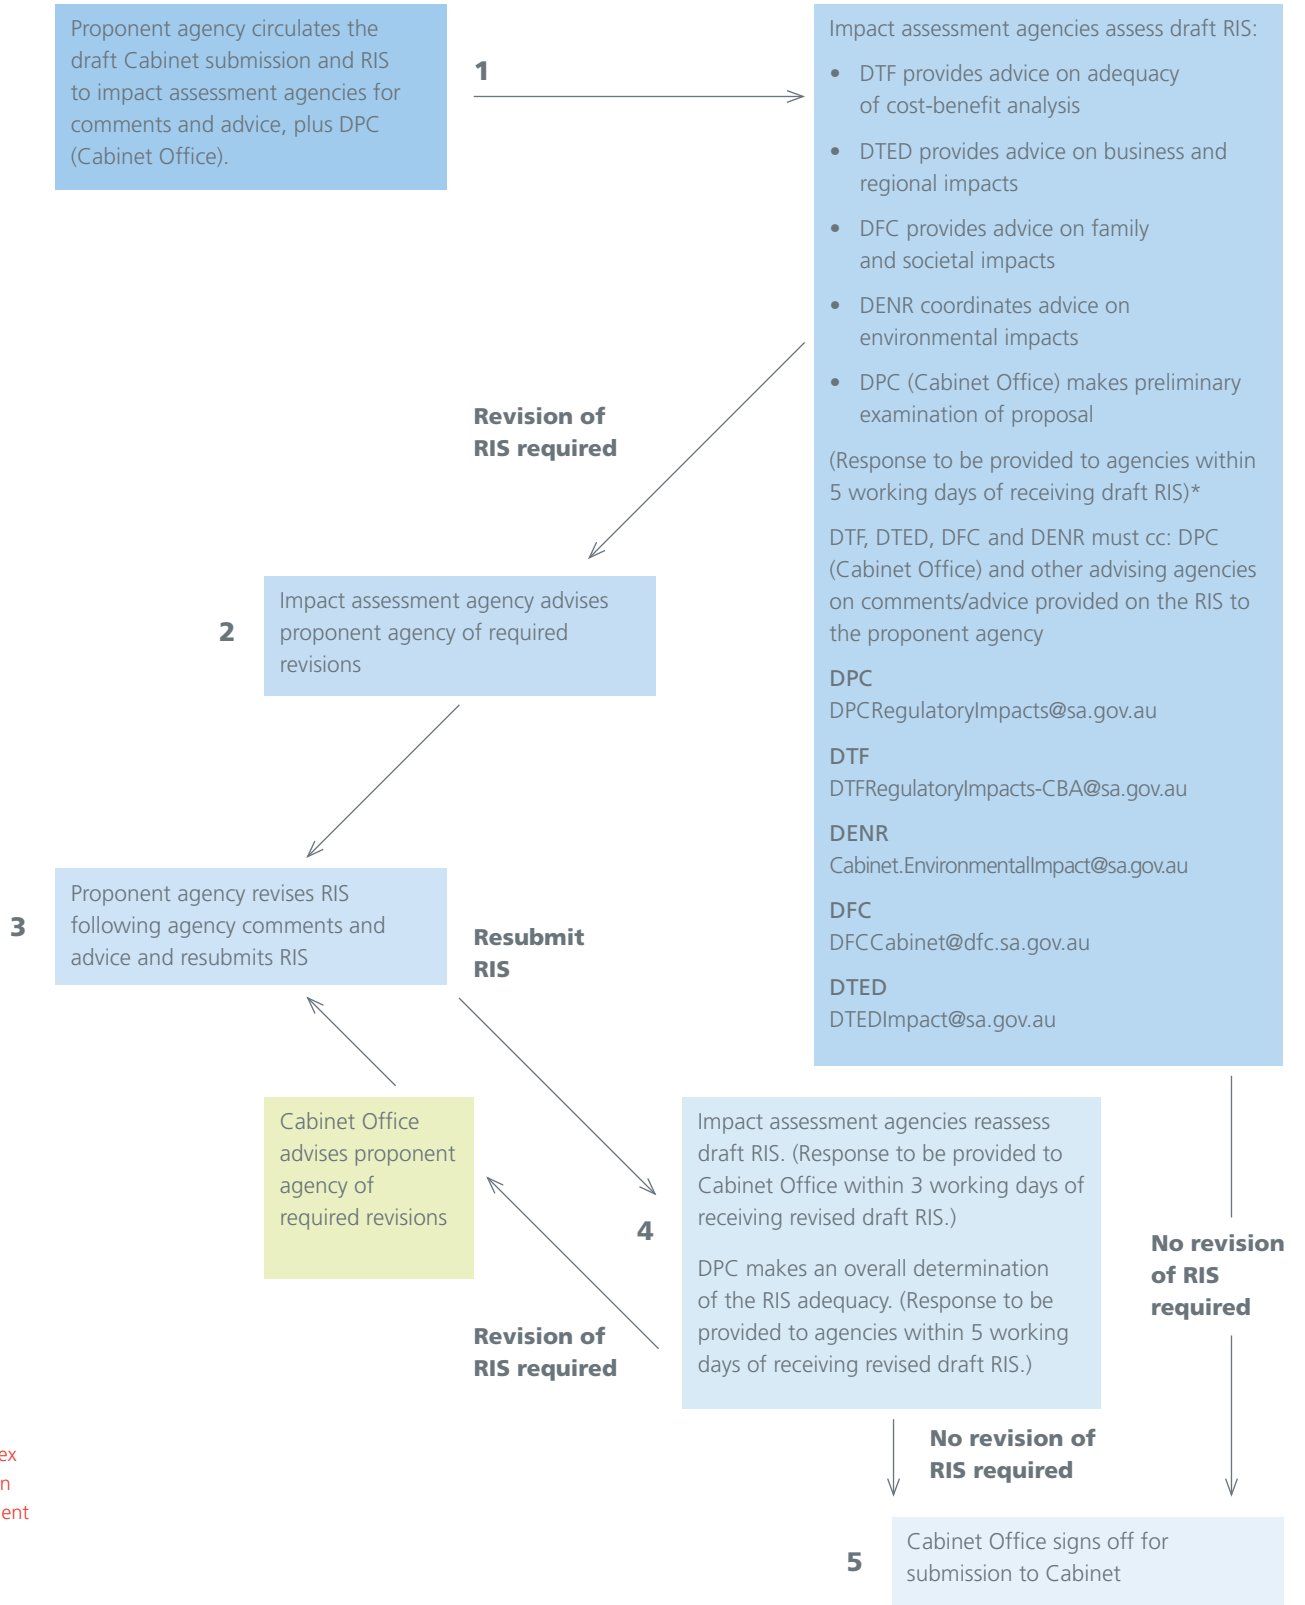 Proponent agency circulates the
draft Cabinet submission and RIS
to impact assessment agencies for
comments and advice, plus DPC
(Cabinet Office).
1
Impact assessment agencies assess draft RIS:
• DTF provides advice on adequacy
of cost-benefit analysis
• DTED provides advice on business and
regional impacts
• DFC provides advice on family
and societal impacts
• DENR coordinates advice on
environmental impacts
• DPC (Cabinet Office) makes preliminary
examination of proposal
(Response to be provided to agencies within
5 working days of receiving draft RIS)*
DTF, DTED, DFC and DENR must cc: DPC
(Cabinet Office) and other advising agencies
on comments/advice provided on the RIS to
the proponent agency
DPC
DPCRegulatoryImpacts@sa.gov.au
DTF
DTFRegulatoryImpacts-CBA@sa.gov.au
DENR
Cabinet.EnvironmentalImpact@sa.gov.au
DFC
DFCCabinet@dfc.sa.gov.au
DTED
DTEDImpact@sa.gov.au
Revision of
RIS required
2
Impact assessment agency advises
proponent agency of required
revisions
3
Proponent agency revises RIS
following agency comments and
advice and resubmits RIS
Resubmit
RIS
Cabinet Office
advises proponent
agency of
required revisions
4
Impact assessment agencies reassess
draft RIS. (Response to be provided to
Cabinet Office within 3 working days of
receiving revised draft RIS.)
DPC makes an overall determination
of the RIS adequacy. (Response to be
provided to agencies within 5 working
days of receiving revised draft RIS.)
Revision of
RIS required
No revision
of RIS
required
No revision of
RIS required
ex
n
ent
5
Cabinet Office signs off for
submission to Cabinet